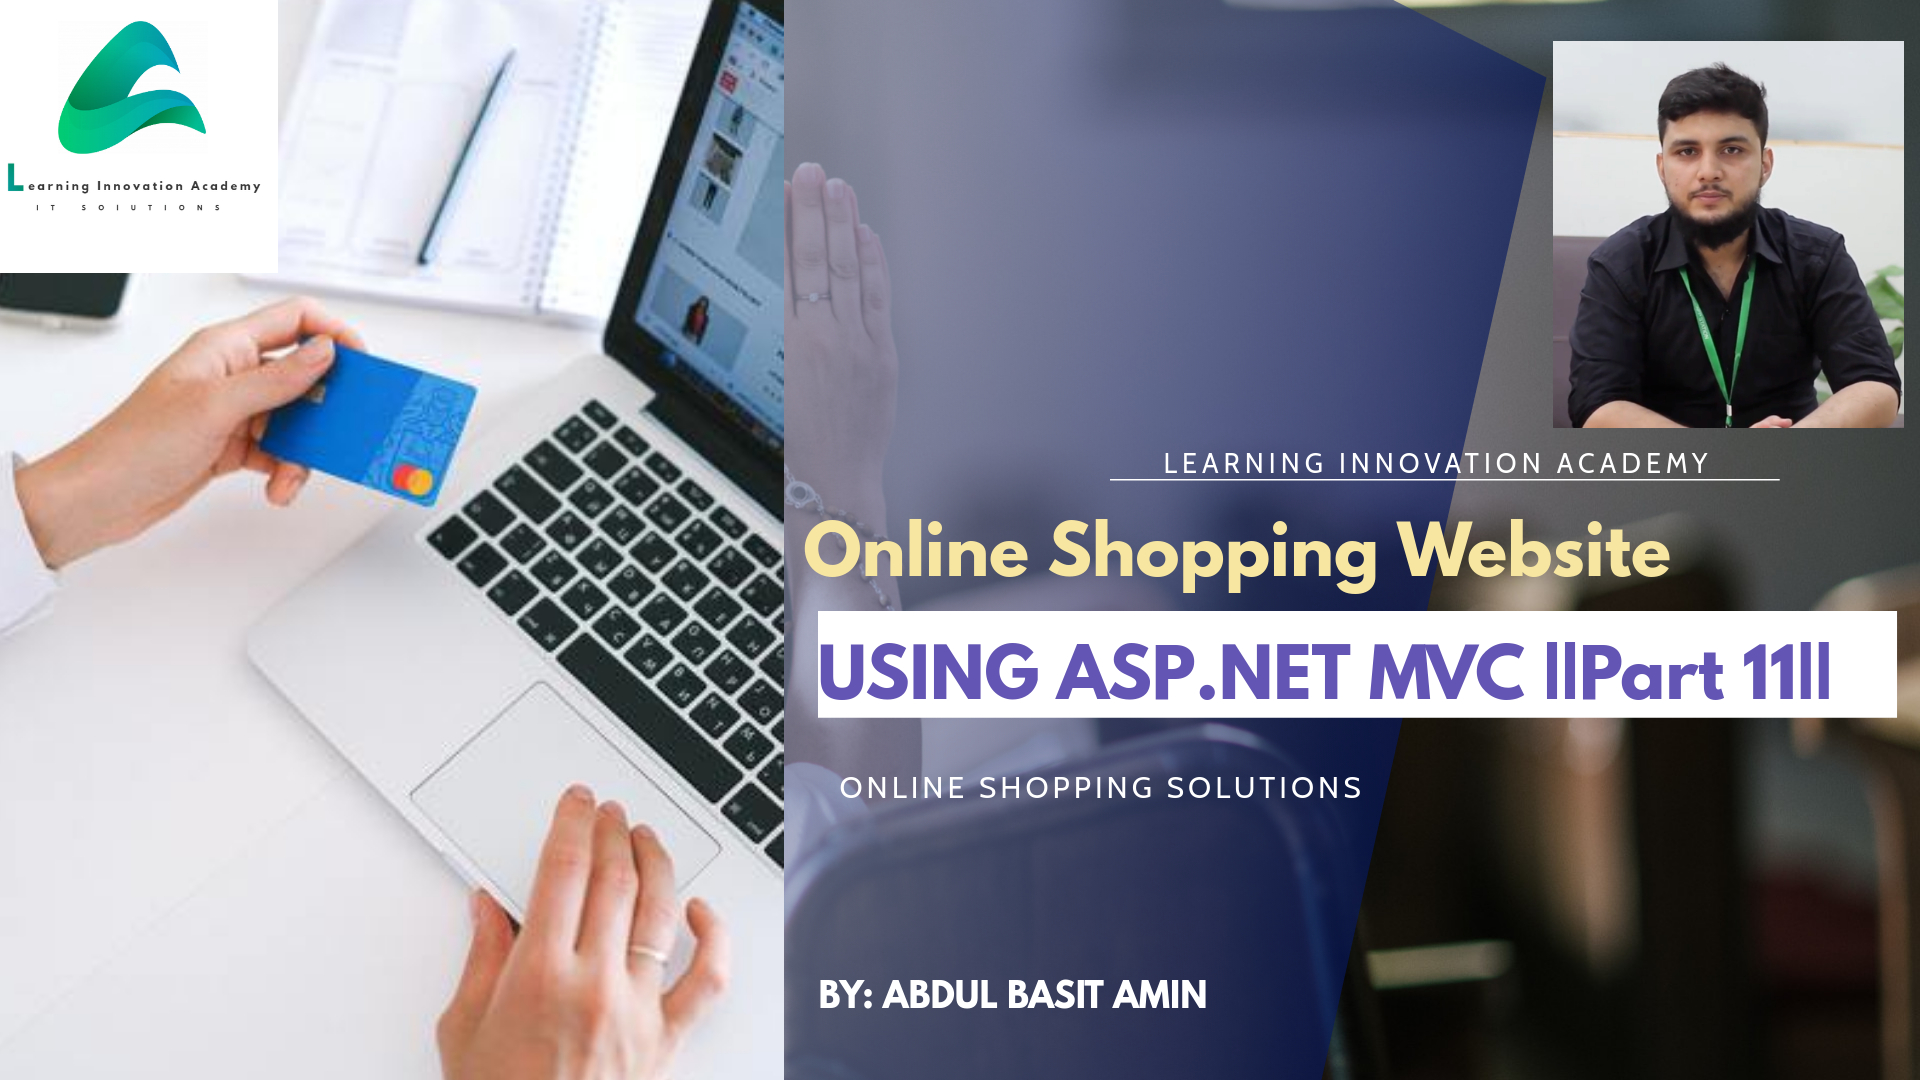 Learning Innovation Academy
IT SOIUTIONS
LEARNING INNOVATION ACADEMY
Online Shopping Website
USING ASP.NET MVC ||Part 11||
ONLINE SHOPPING SOLUTIONS
BY: ABDUL BASIT AMIN